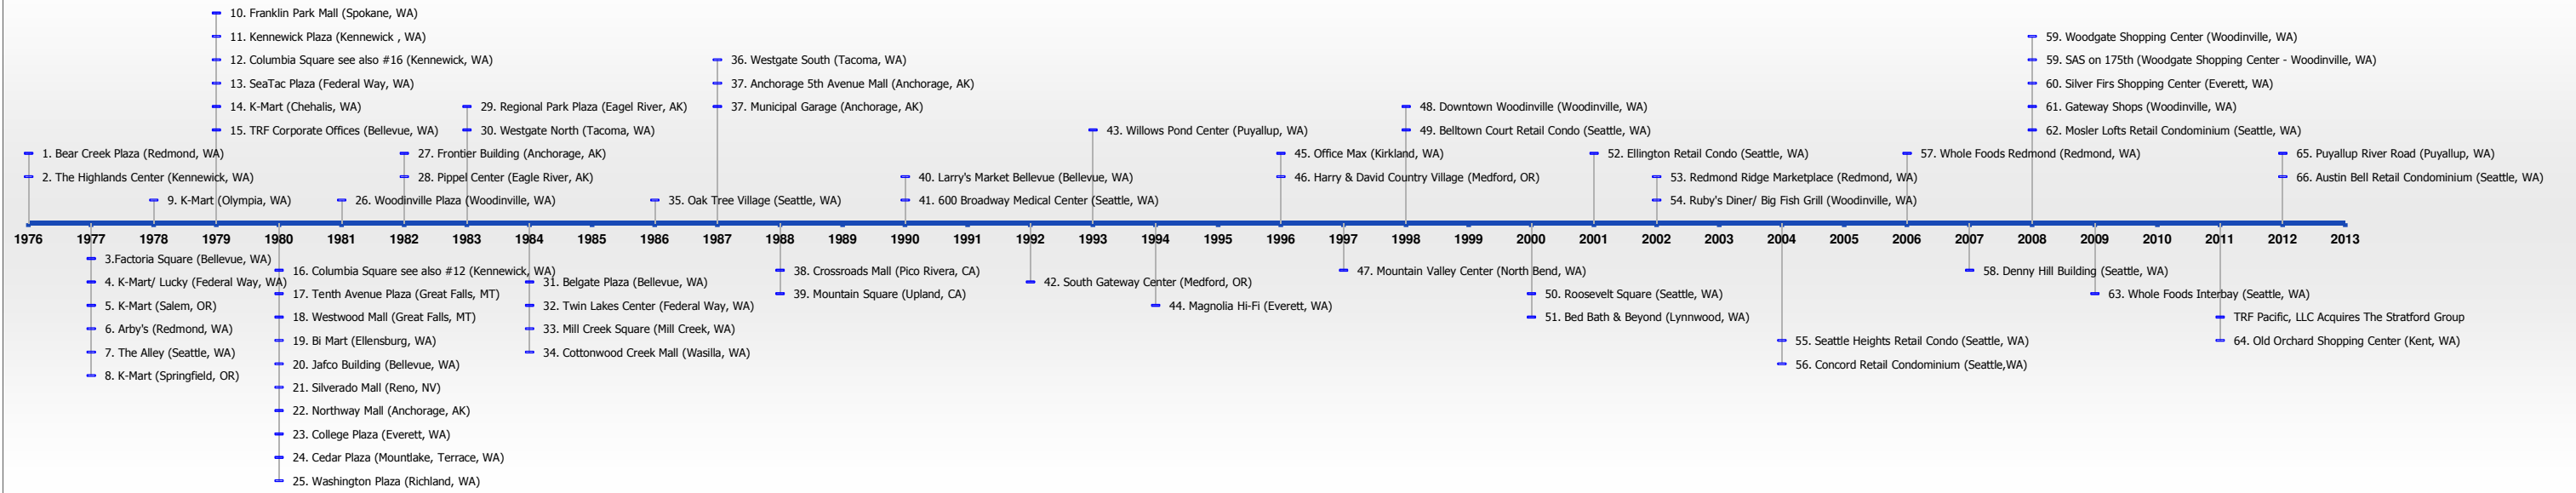 10. Franklin Park Mall (Spokane, WA)
11. Kennewick Plaza (Kennewick , WA)
12. Columbia Square see also #16 (Kennewick, WA)
13. SeaTac Plaza (Federal Way, WA)
14. K-Mart (Chehalis, WA)
15. TRF Corporate Offices (Bellevue, WA)
36. Westgate South (Tacoma, WA)
37. Anchorage 5th Avenue Mall (Anchorage, AK)
37. Municipal Garage (Anchorage, AK)
29. Regional Park Plaza (Eagel River, AK)
30. Westgate North (Tacoma, WA)
43. Willows Pond Center (Puyallup, WA)
48. Downtown Woodinville (Woodinville, WA)
49. Belltown Court Retail Condo (Seattle, WA)
59. Woodgate Shopping Center (Woodinville, WA)
59. SAS on 175th (Woodgate Shopping Center - Woodinville, WA)
60. Silver Firs Shopping Center (Everett, WA)
61. Gateway Shops (Woodinville, WA)
62. Mosler Lofts Retail Condominium (Seattle, WA)
1. Bear Creek Plaza (Redmond, WA)
2. The Highlands Center (Kennewick, WA)
9. K-Mart (Olympia, WA)
26. Woodinville Plaza (Woodinville, WA)
27. Frontier Building (Anchorage, AK)
28. Pippel Center (Eagle River, AK)
35. Oak Tree Village (Seattle, WA)
40. Larry's Market Bellevue (Bellevue, WA)
41. 600 Broadway Medical Center (Seattle, WA)
45. Office Max (Kirkland, WA)
46. Harry & David Country Village (Medford, OR)
52. Ellington Retail Condo (Seattle, WA)
53. Redmond Ridge Marketplace (Redmond, WA)
54. Ruby's Diner/ Big Fish Grill (Woodinville, WA)
57. Whole Foods Redmond (Redmond, WA)
65. Puyallup River Road (Puyallup, WA)
66. Austin Bell Retail Condominium (Seattle, WA)
1976 1977 1978 1979 1980 1981 1982 1983 1984 1985 1986 1987 1988 1989 1990 1991 1992 1993 1994 1995 1996 1997 1998 1999 2000 2001 2002 2003 2004 2005 2006 2007 2008 2009 2010 2011 2012 2013
3.Factoria Square (Bellevue, WA)
4. K-Mart/ Lucky (Federal Way, WA)
5. K-Mart (Salem, OR)
6. Arby's (Redmond, WA)
7. The Alley (Seattle, WA)
8. K-Mart (Springfield, OR)
16. Columbia Square see also #12 (Kennewick, WA)
17. Tenth Avenue Plaza (Great Falls, MT)
18. Westwood Mall (Great Falls, MT)
19. Bi Mart (Ellensburg, WA)
20. Jafco Building (Bellevue, WA)
21. Silverado Mall (Reno, NV)
22. Northway Mall (Anchorage, AK)
23. College Plaza (Everett, WA)
24. Cedar Plaza (Mountlake, Terrace, WA)
25. Washington Plaza (Richland, WA)
31. Belgate Plaza (Bellevue, WA)
32. Twin Lakes Center (Federal Way, WA)
33. Mill Creek Square (Mill Creek, WA)
34. Cottonwood Creek Mall (Wasilla, WA)
38. Crossroads Mall (Pico Rivera, CA)
39. Mountain Square (Upland, CA)
42. South Gateway Center (Medford, OR)
44. Magnolia Hi-Fi (Everett, WA)
47. Mountain Valley Center (North Bend, WA)
50. Roosevelt Square (Seattle, WA)
51. Bed Bath & Beyond (Lynnwood, WA)
55. Seattle Heights Retail Condo (Seattle, WA)
56. Concord Retail Condominium (Seattle,WA)
58. Denny Hill Building (Seattle, WA)
63. Whole Foods Interbay (Seattle, WA)
TRF Pacific, LLC Acquires The Stratford Group
64. Old Orchard Shopping Center (Kent, WA)